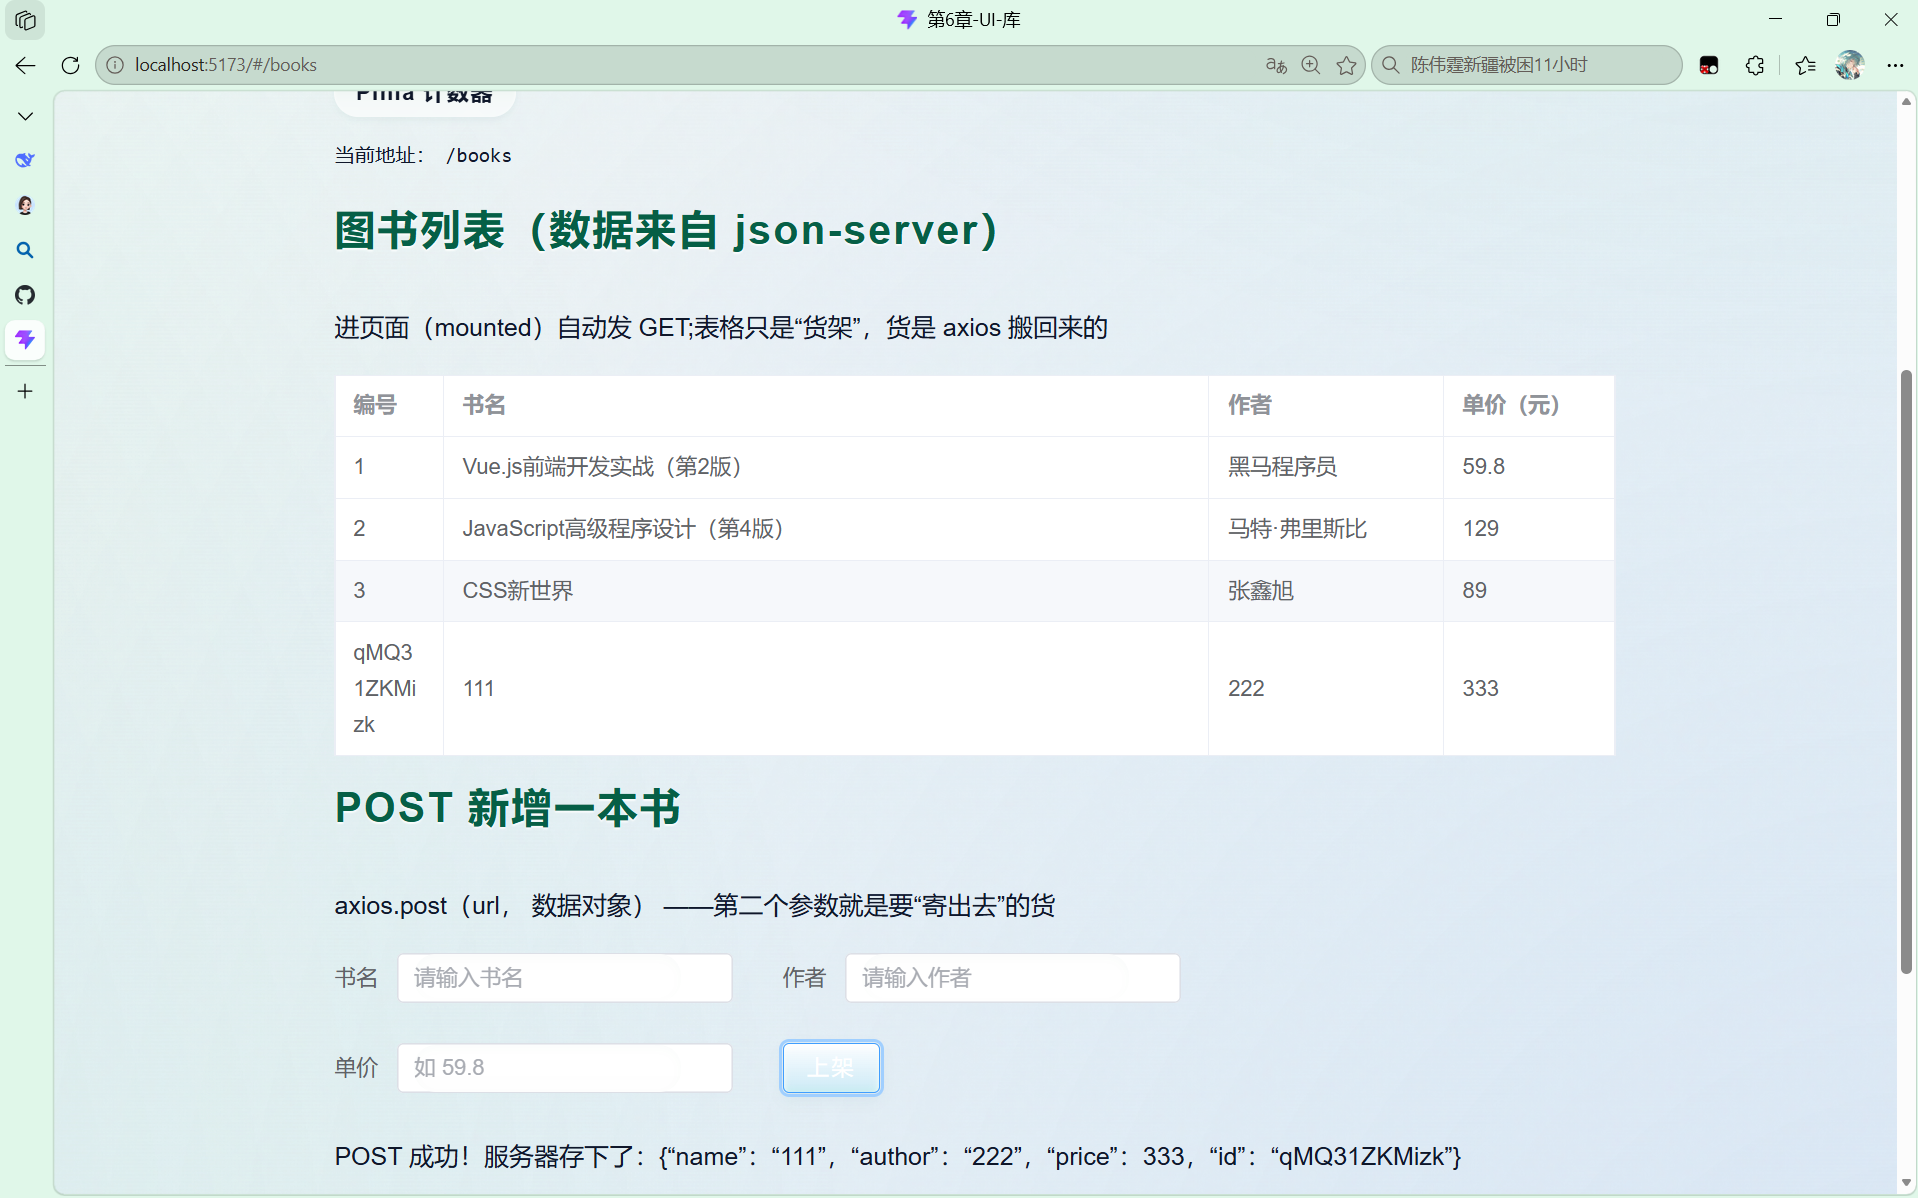 第6章-UI-库
localhost:5173/#/books
陈伟霆新疆被困11小时
Pinia 计数器
当前地址： /books
图书列表（数据来自 json-server）
进页面（mounted）自动发 GET;表格只是“货架”，货是 axios 搬回来的
编号 书名 作者 单价（元）
1 Vue.js前端开发实战（第2版） 黑马程序员 59.8
2 JavaScript高级程序设计（第4版） 马特·弗里斯比 129
3 CSS新世界 张鑫旭 89
qMQ3
1ZKMi
zk
111 222 333
POST 新增一本书
axios.post（url， 数据对象） ——第二个参数就是要“寄出去”的货
书名 请输入书名 作者 请输入作者
单价 如 59.8 上架
POST 成功！服务器存下了：{“name”：“111”，“author”：“222”，“price”：333，“id”：“qMQ31ZKMizk”}